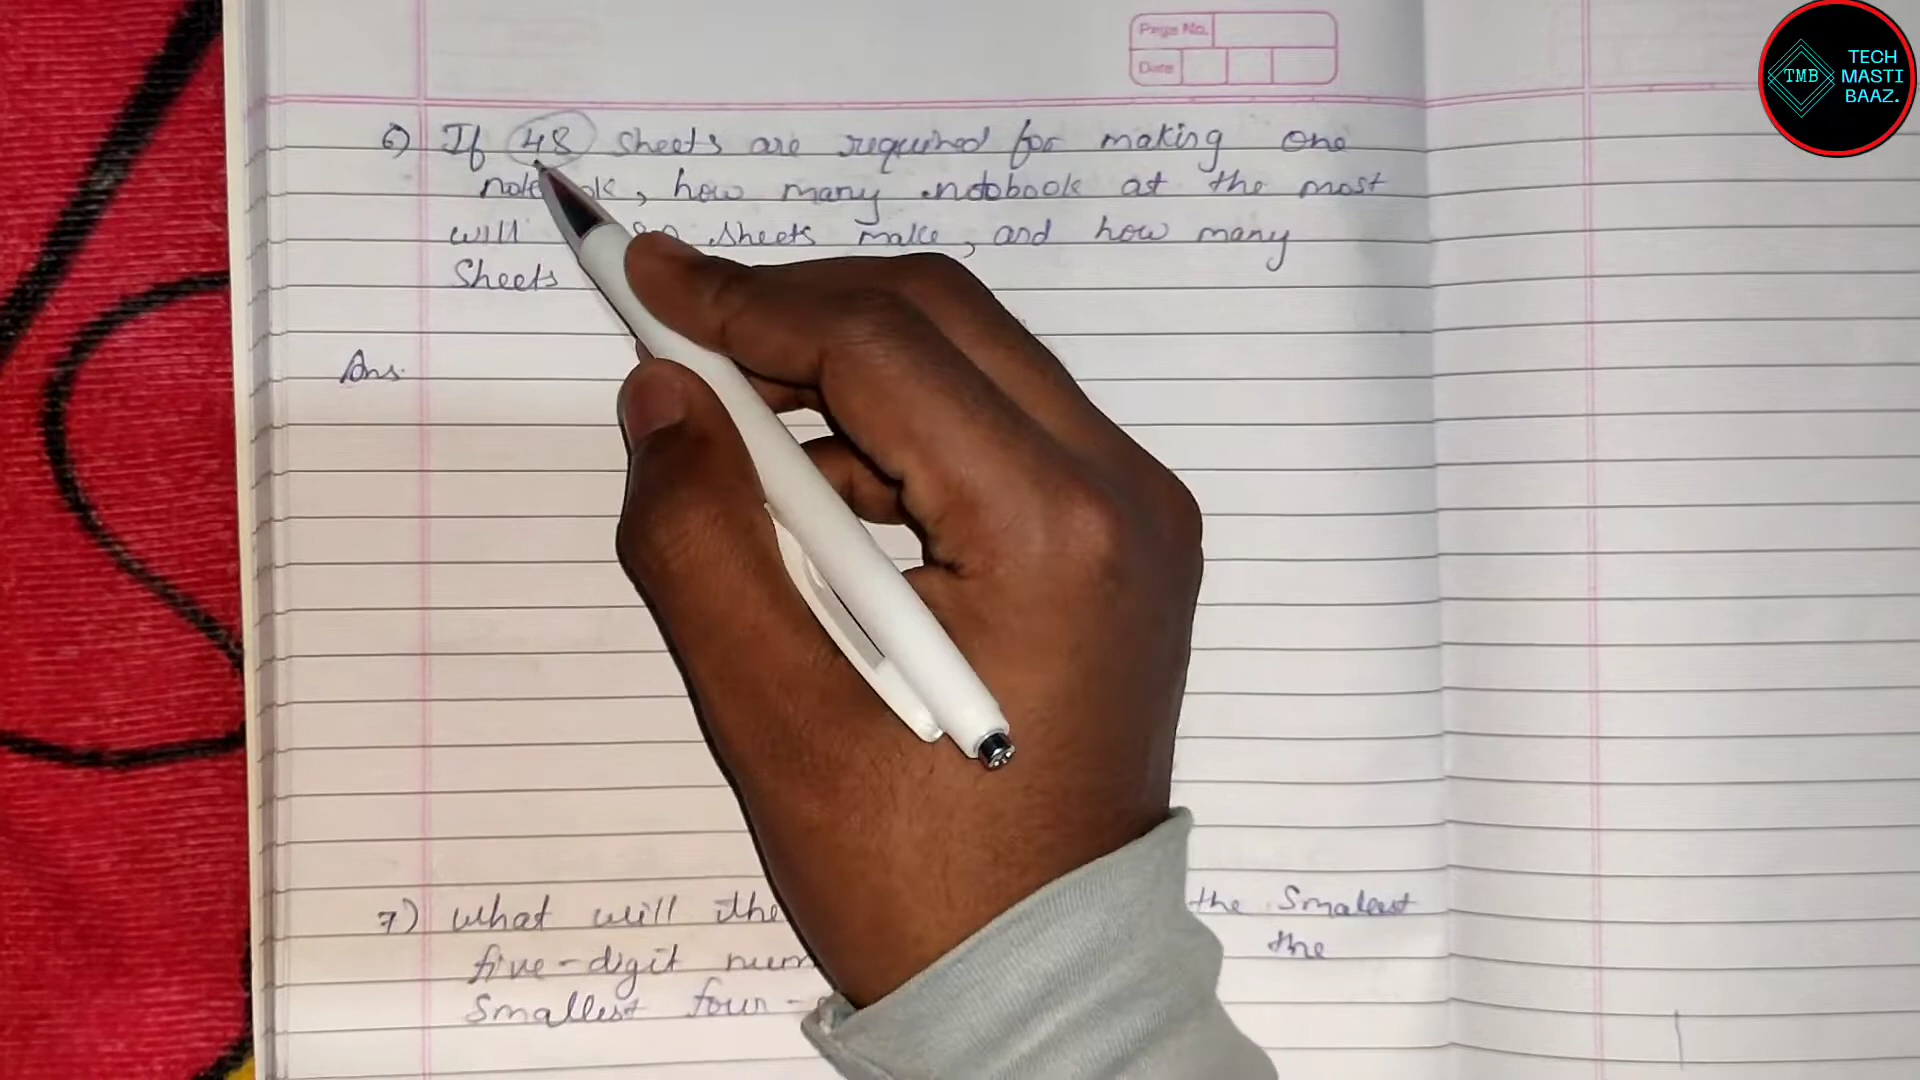 Page No.
Date
TMB
TECH
MASTI
BAAZ.
6) If 48 sheets are required for making one
, how many notobook at the most
will sheets make, and how many
Sheets
Ans.
7) what will the the Smallest
five-digit the
Smallest four-